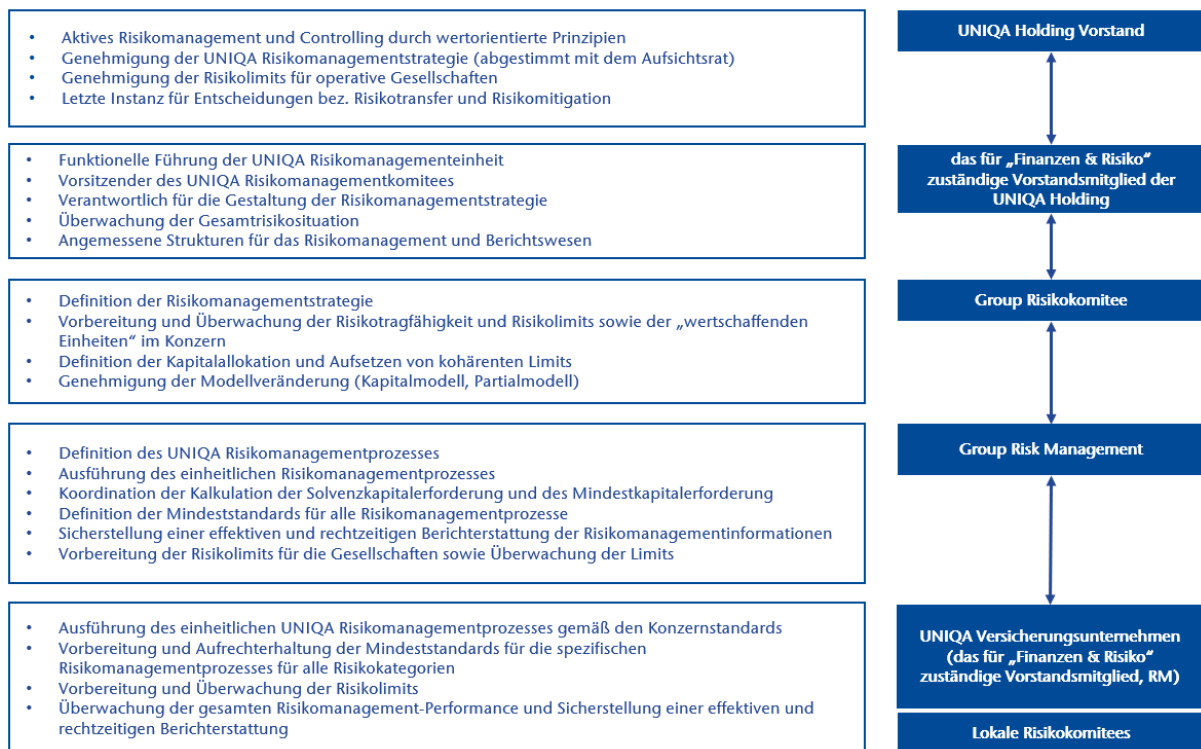 • Aktives Risikomanagement und Controlling durch wertorientierte Prinzipien
• Genehmigung der UNIQA Risikomanagementstrategie (abgestimmt mit dem Aufsichtsrat)
• Genehmigung der Risikolimits für operative Gesellschaften
• Letzte Instanz für Entscheidungen bez. Risikotransfer und Risikomitigation
UNIQA Holding Vorstand
• Funktionelle Führung der UNIQA Risikomanagementeinheit
• Vorsitzender des UNIQA Risikomanagementkomitees
• Verantwortlich für die Gestaltung der Risikomanagementstrategie
• Überwachung der Gesamtrisikosituation
• Angemessene Strukturen für das Risikomanagement und Berichtswesen
das für „Finanzen & Risiko“
zuständige Vorstandsmitglied der
UNIQA Holding
• Definition der Risikomanagementstrategie
• Vorbereitung und Überwachung der Risikotragfähigkeit und Risikolimits sowie der „wertschaffenden
Einheiten“ im Konzern
• Definition der Kapitalallokation und Aufsetzen von kohärenten Limits
• Genehmigung der Modellveränderung (Kapitalmodell, Partialmodell)
Group Risikokomitee
• Definition des UNIQA Risikomanagementprozesses
• Ausführung des einheitlichen Risikomanagementprozesses
• Koordination der Kalkulation der Solvenzkapitalerforderung und des Mindestkapitalerforderung
• Definition der Mindeststandards für alle Risikomanagementprozesse
• Sicherstellung einer effektiven und rechtzeitigen Berichterstattung der Risikomanagementinformationen
• Vorbereitung der Risikolimits für die Gesellschaften sowie Überwachung der Limits
Group Risk Management
• Ausführung des einheitlichen UNIQA Risikomanagementprozesses gemäß den Konzernstandards
• Vorbereitung und Aufrechterhaltung der Mindeststandards für die spezifischen
Risikomanagementprozesses für alle Risikokategorien
• Vorbereitung und Überwachung der Risikolimits
• Überwachung der gesamten Risikomanagement-Performance und Sicherstellung einer effektiven und
rechtzeitigen Berichterstattung
UNIQA Versicherungsunternehmen
(das für „Finanzen & Risiko“
zuständige Vorstandsmitglied, RM)
Lokale Risikokomitees